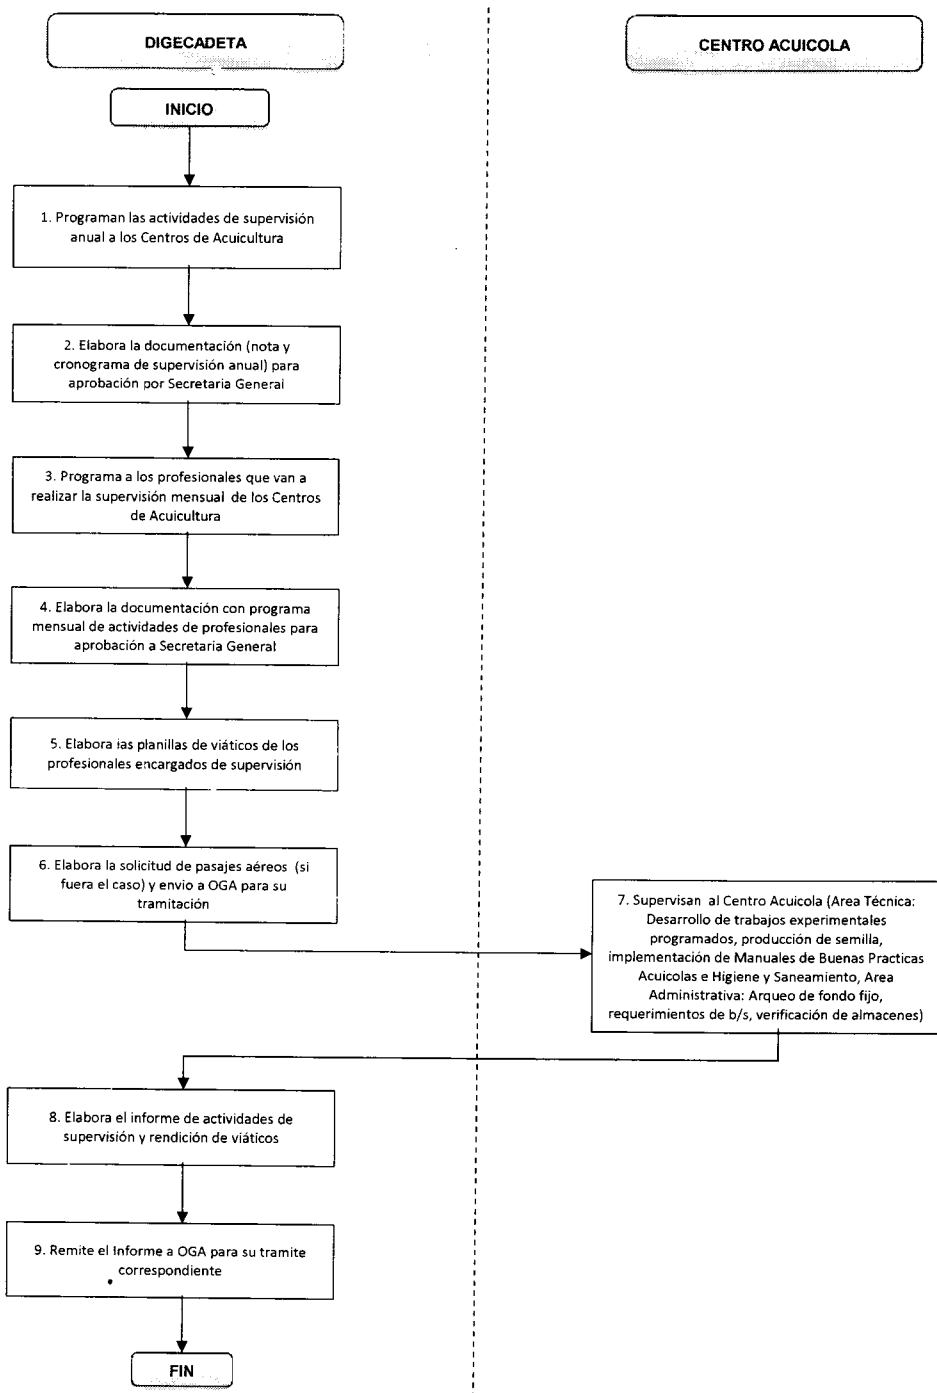 DIGECADETA
CENTRO ACUICOLA
INICIO
1. Programan las actividades de supervisión
anual a los Centros de Acuicultura
2. Elabora la documentación (nota y
cronograma de supervisión anual) para
aprobación por Secretaria General
3. Programa a los profesionales que van a
realizar la supervisión mensual de los Centros
de Acuicultura
4. Elabora la documentación con programa
mensual de actividades de profesionales para
aprobación a Secretaria General
5. Elabora las planillas de viáticos de los
profesionales encargados de supervisión
6. Elabora la solicitud de pasajes aéreos (si
fuera el caso) y envio a OGA para su
tramitación
7. Supervisan al Centro Acuicola (Area Técnica:
Desarrollo de trabajos experimentales
programados, producción de semilla,
implementación de Manuales de Buenas Practicas
Acuicolas e Higiene y Saneamiento, Area
Administrativa: Arqueo de fondo fijo,
requerimientos de b/s, verificación de almacenes)
8. Elabora el informe de actividades de
supervisión y rendición de viáticos
9. Remite el Informe a OGA para su tramite
correspondiente
FIN